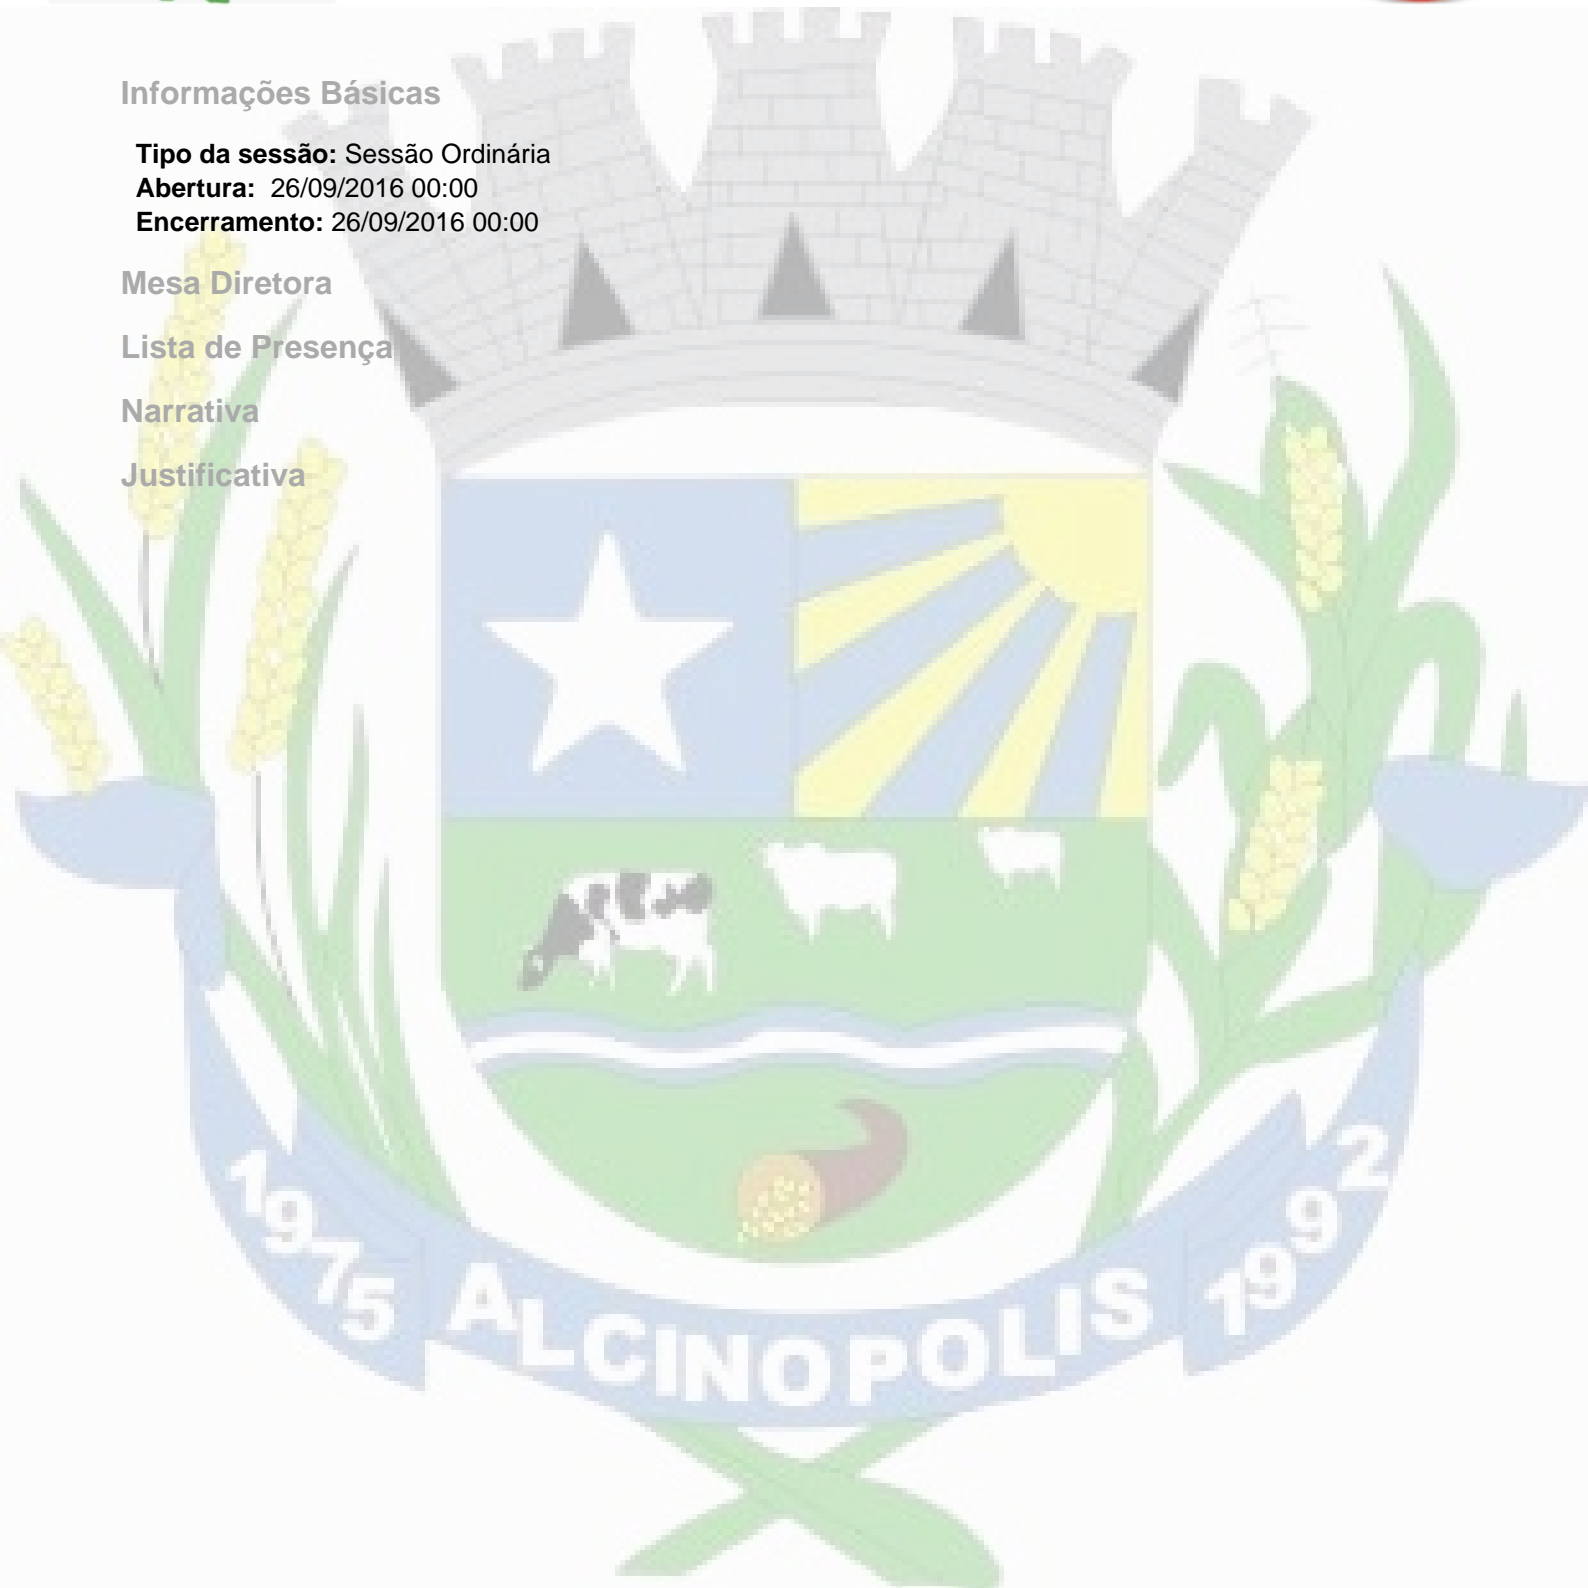 Informações Básicas
Tipo da sessão: Sessão Ordinária
Abertura: 26/09/2016 00:00
Encerramento: 26/09/2016 00:00
Mesa Diretora
Lista de Presença
Narrativa
Justificativa
1975 ALCINOPOLIS 1992